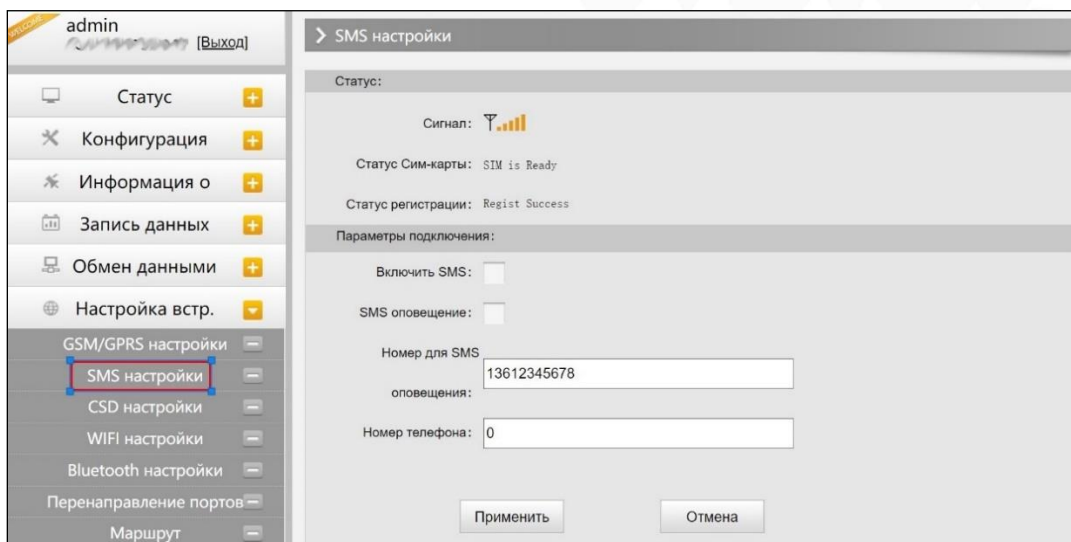 WELCOME
admin
[Выход]
Статус
Конфигурация
Информация о
Запись данных
Обмен данными
Настройка встр.
GSM/GPRS настройки
SMS настройки
CSD настройки
WIFI настройки
Bluetooth настройки
Перенаправление портов
Маршрут
SMS настройки
Статус:
Сигнал:
Статус Сим-карты: SIM is Ready
Статус регистрации: Regist Success
Параметры подключения:
Включить SMS:
SMS оповещение:
Номер для SMS
13612345678
оповещения:
Номер телефона: 0
Применить Отмена